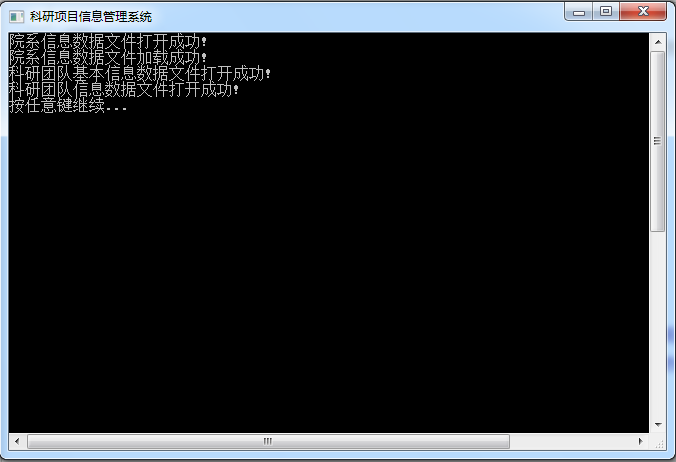 科研项目信息管理系统
院系信息数据文件打开成功!
院系信息数据文件加载成功!
科研团队基本信息数据文件打开成功!
科研团队信息数据文件打开成功!
按任意键继续...